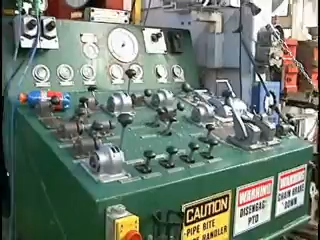 CAUTION
PIPE BITE
HANDLER
WARNING
DISENGAGE
PTO
WARNING
CHAIN BRAKE
DOWN